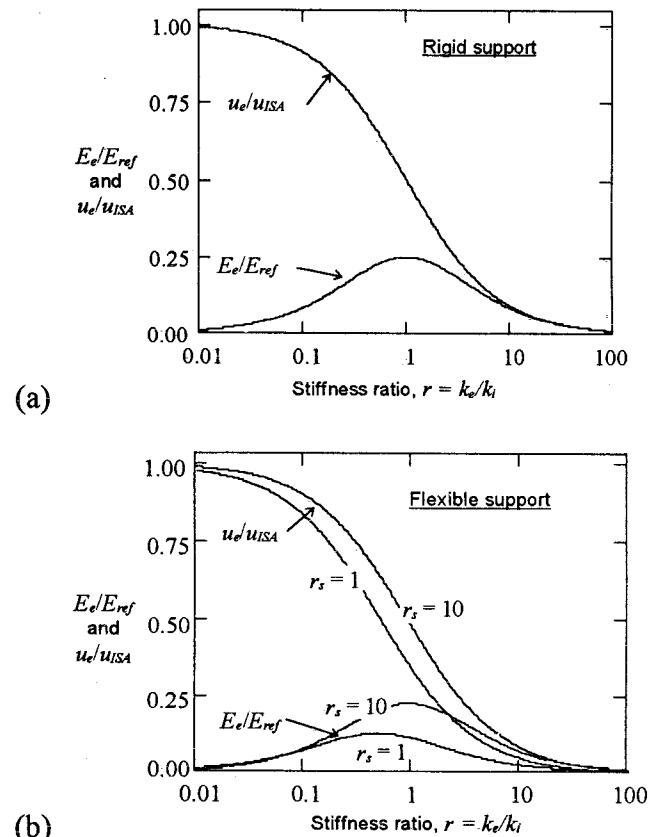 1.00
Rigid support
0.75
u_e/u_ISA
E_e/E_ref
and
u_e/u_ISA
0.50
E_e/E_ref
0.25
0.00
0.01 0.1 1 10 100
Stiffness ratio, r = k_e/k_i
(a)
1.00
Flexible support
u_e/u_ISA
0.75
r_s = 1
r_s = 10
E_e/E_ref
and
u_e/u_ISA
0.50
0.25
E_e/E_ref
r_s = 10
r_s = 1
0.00
0.01 0.1 1 10 100
Stiffness ratio, r = k_e/k_i
(b)